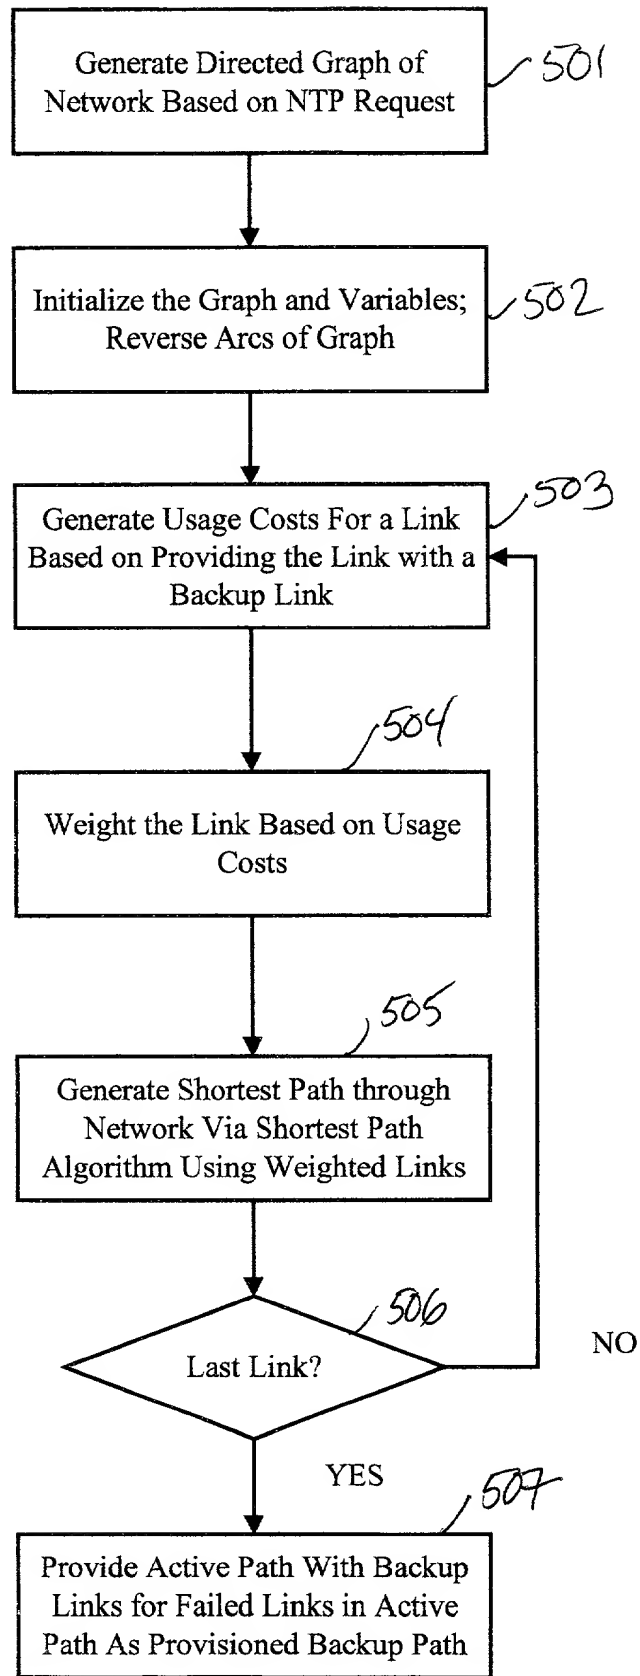 Generate Directed Graph of
Network Based on NTP Request
501
Initialize the Graph and Variables;
Reverse Arcs of Graph
502
503
Generate Usage Costs For a Link
Based on Providing the Link with a
Backup Link
504
Weight the Link Based on Usage
Costs
505
Generate Shortest Path through
Network Via Shortest Path
Algorithm Using Weighted Links
506
Last Link?
NO
YES
507
Provide Active Path With Backup
Links for Failed Links in Active
Path As Provisioned Backup Path